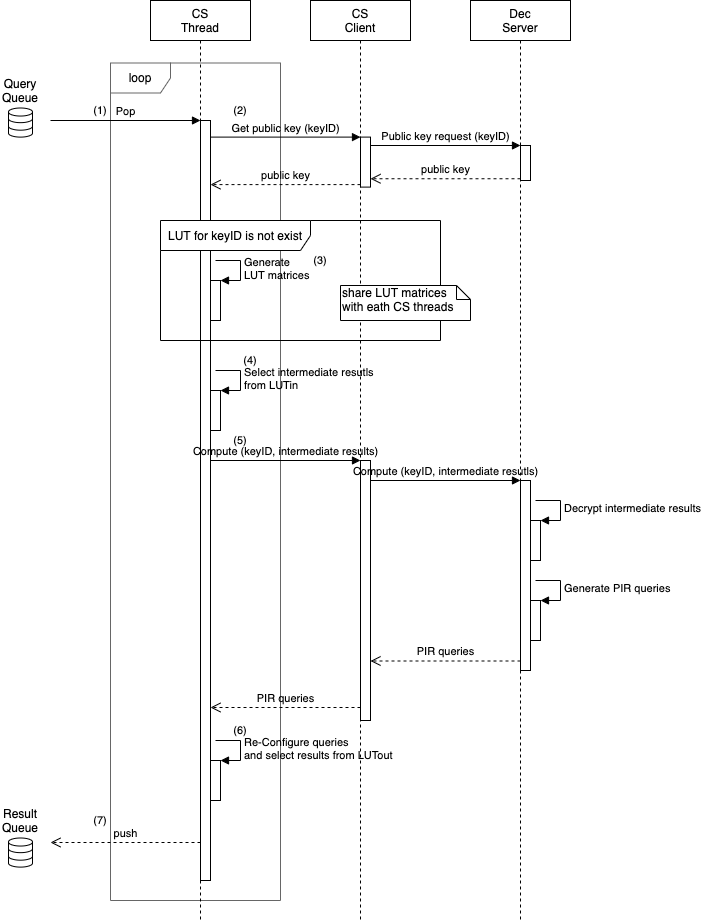 CS
Thread
CS
Client
Dec
Server
loop
Query
Queue
(1) Pop
(2)
Get public key (keyID)
Public key request (keyID)
public key
public key
LUT for keyID is not exist
Generate
LUT matrices
(3)
share LUT matrices
with eath CS threads
(4)
Select intermediate resutls
from LUTin
(5)
Compute (keyID, intermediate results)
Compute (keyID, intermediate resutls)
Decrypt intermediate results
Generate PIR queries
PIR queries
PIR queries
(6)
Re-Configure queries
and select results from LUTout
Result
Queue
(7)
push